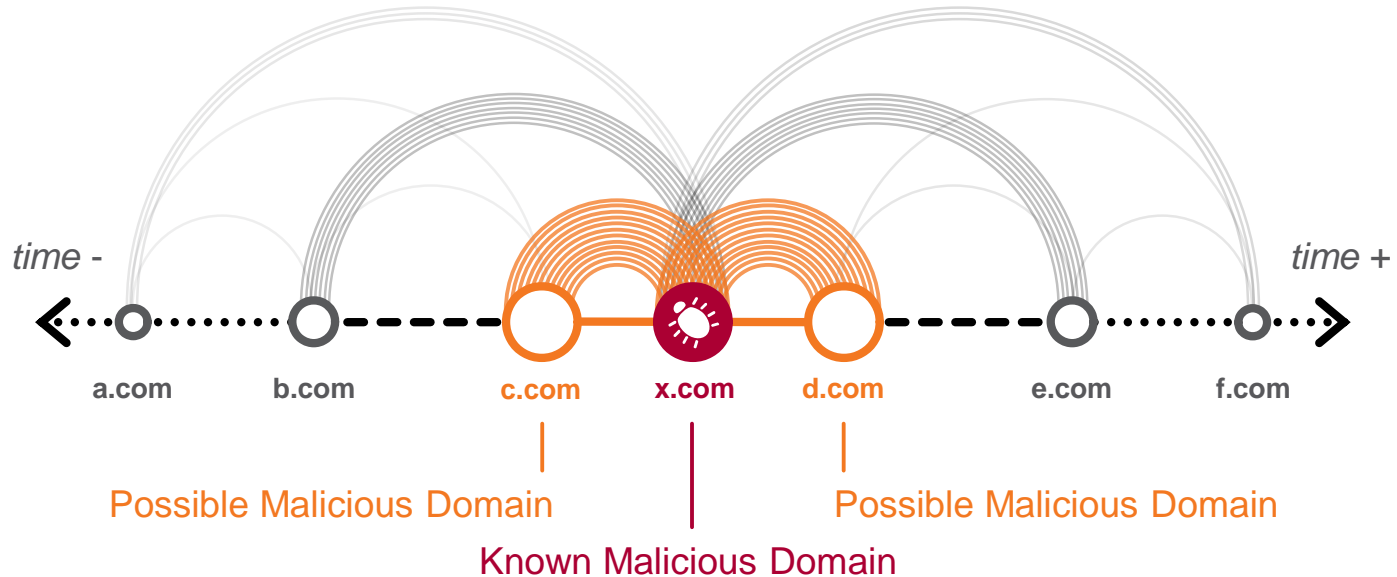 time -
time +
a.com
b.com
c.com
x.com
d.com
e.com
f.com
Possible Malicious Domain
Possible Malicious Domain
Known Malicious Domain